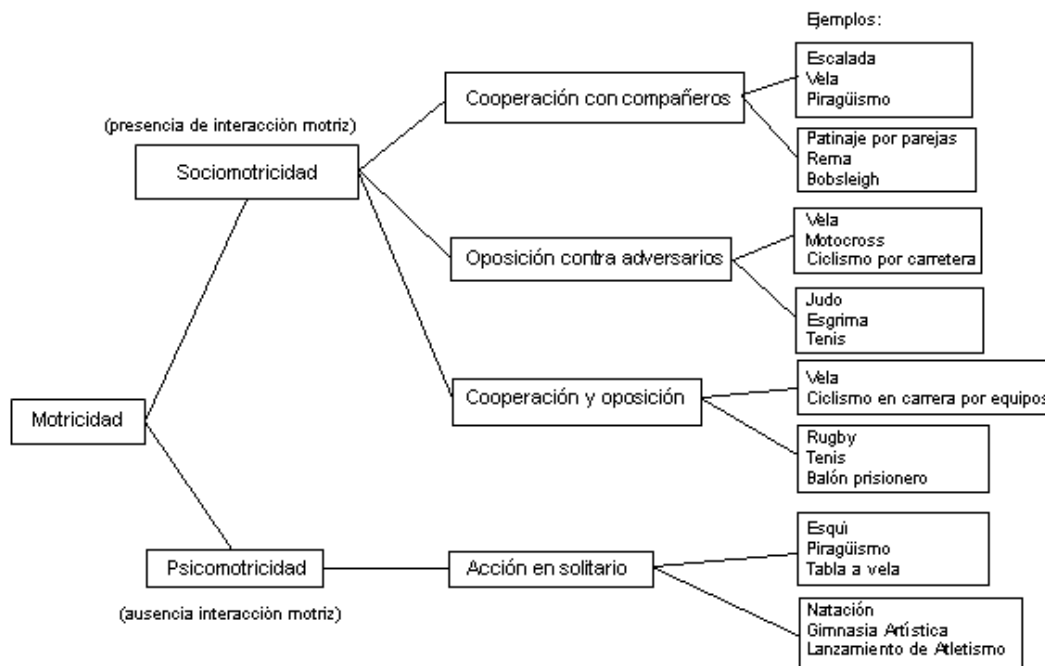 Ejemplos:
Escalada
Vela
Piragüismo
Cooperación con compañeros
(presencia de interacción motriz)
Sociomotricidad
Patinaje por parejas
Rema
Bobsleigh
Vela
Motocross
Ciclismo por carretera
Oposición contra adversarios
Judo
Esgrima
Tenis
Vela
Ciclismo en carrera por equipos
Cooperación y oposición
Motricidad
Rugby
Tenis
Balón prisionero
Esqui
Piragüismo
Tabla a vela
Psicomotricidad
Acción en solitario
(ausencia interacción motriz)
Natación
Gimnasia Artística
Lanzamiento de Atletismo